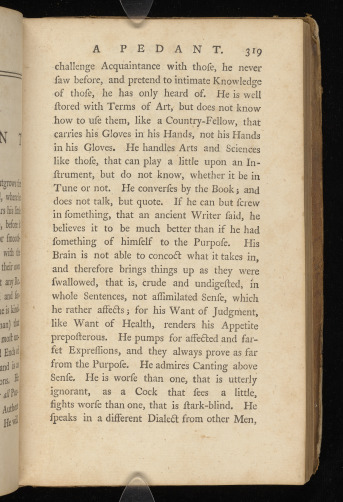 A PEDANT. 319
challenge Acquaintance with thoſe, he never
ſaw before, and pretend to intimate Knowledge
of thoſe, he has only heard of. He is well
ſtored with Terms of Art, but does not know
how to uſe them, like a Country-Fellow, that
carries his Gloves in his Hands, not his Hands
in his Gloves. He handles Arts and Sciences
like thoſe, that can play a little upon an In-
ſtrument, but do not know, whether it be in
Tune or not. He converſes by the Book; and
does not talk, but quote. If he can but ſcrew
in ſomething, that an ancient Writer ſaid, he
believes it to be much better than if he had
ſomething of himſelf to the Purpoſe. His
Brain is not able to concoct what it takes in,
and therefore brings things up as they were
ſwallowed, that is, crude and undigeſted, in
whole Sentences, not aſſimilated Senſe, which
he rather affects; for his Want of Judgment,
like Want of Health, renders his Appetite
prepoſterous. He pumps for affected and far-
fet Expreſſions, and they always prove as far
from the Purpoſe. He admires Canting above
Senſe. He is worſe than one, that is utterly
ignorant, as a Cock that ſees a little,
fights worſe than one, that is ſtark-blind. He
ſpeaks in a different Dialect from other Men,